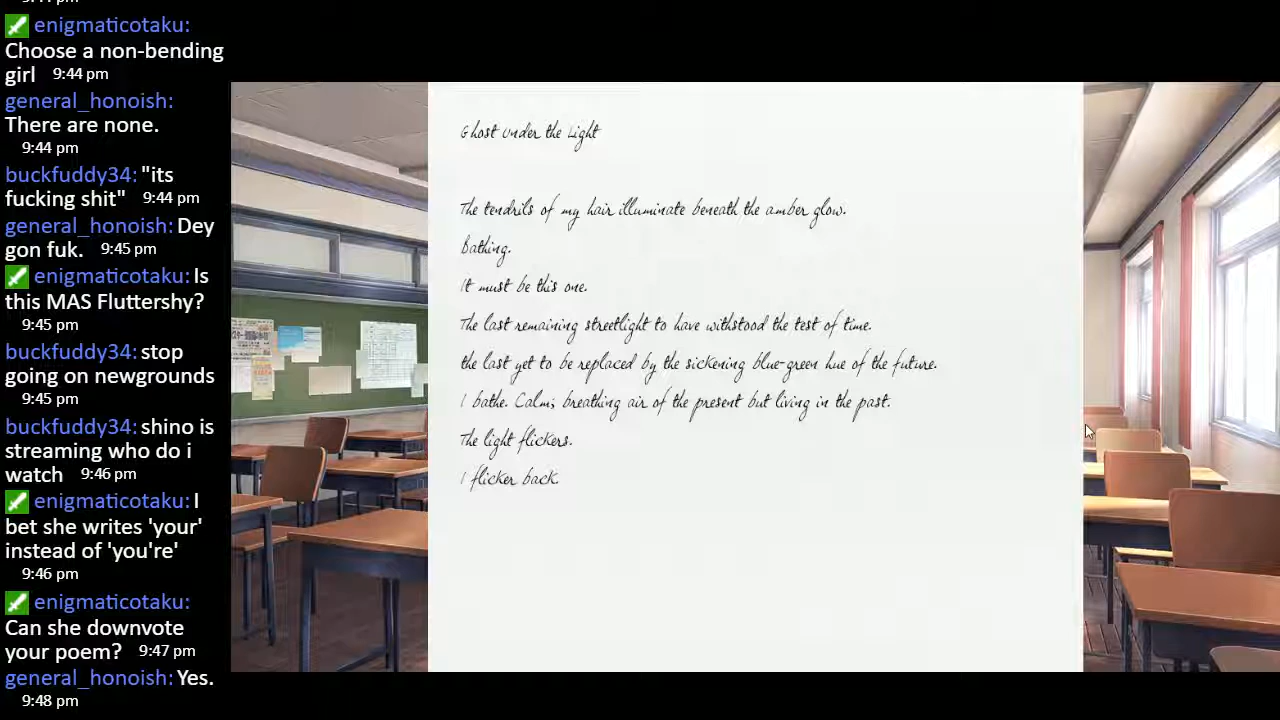 enigmaticotaku:
Choose a non-bending
girl 9:44 pm
general_honoish:
There are none.
9:44 pm
buckfuddy34: "its
fucking shit" 9:44 pm
general_honoish: Dey
gon fuk. 9:45 pm
enigmaticotaku: Is
this MAS Fluttershy?
9:45 pm
buckfuddy34: stop
going on newgrounds
9:45 pm
buckfuddy34: shino is
streaming who do i
watch 9:46 pm
enigmaticotaku: I
bet she writes 'your'
instead of 'you're'
9:46 pm
enigmaticotaku:
Can she downvote
your poem? 9:47 pm
general_honoish: Yes.
9:48 pm
Ghost Under the Light
The tendrils of my hair illuminate beneath the amber glow.
Bathing.
It must be this one.
The last remaining streetlight to have withstood the test of time.
the last yet to be replaced by the sickening blue-green hue of the future.
I bathe. Calm; breathing air of the present but living in the past.
The light flickers.
I flicker back.